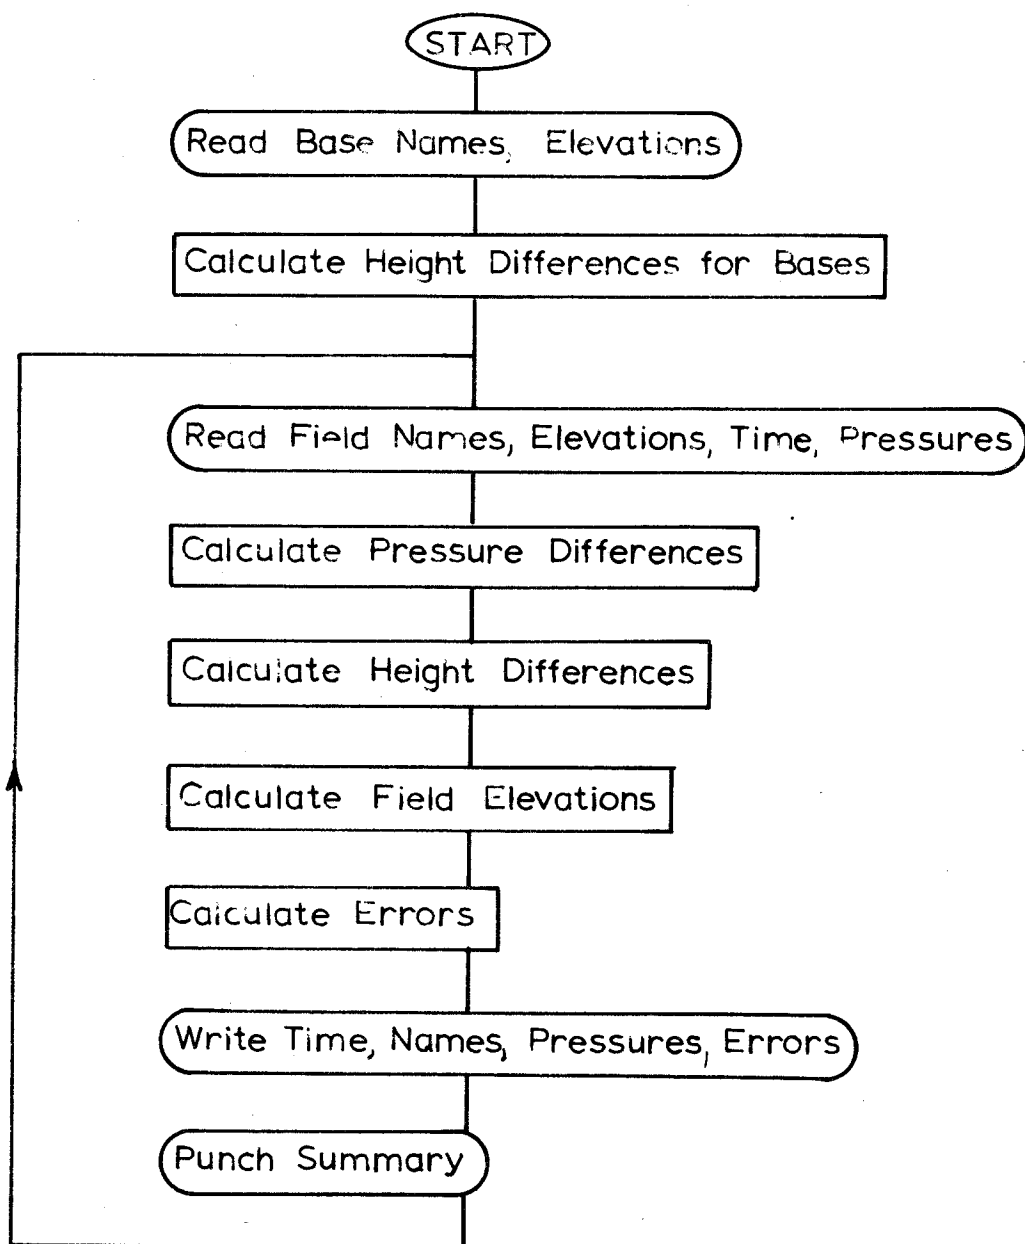 START
Read Base Names, Elevations
Calculate Height Differences for Bases
Read Field Names, Elevations, Time, Pressures
Calculate Pressure Differences
Calculate Height Differences
Calculate Field Elevations
Calculate Errors
Write Time, Names, Pressures, Errors
Punch Summary